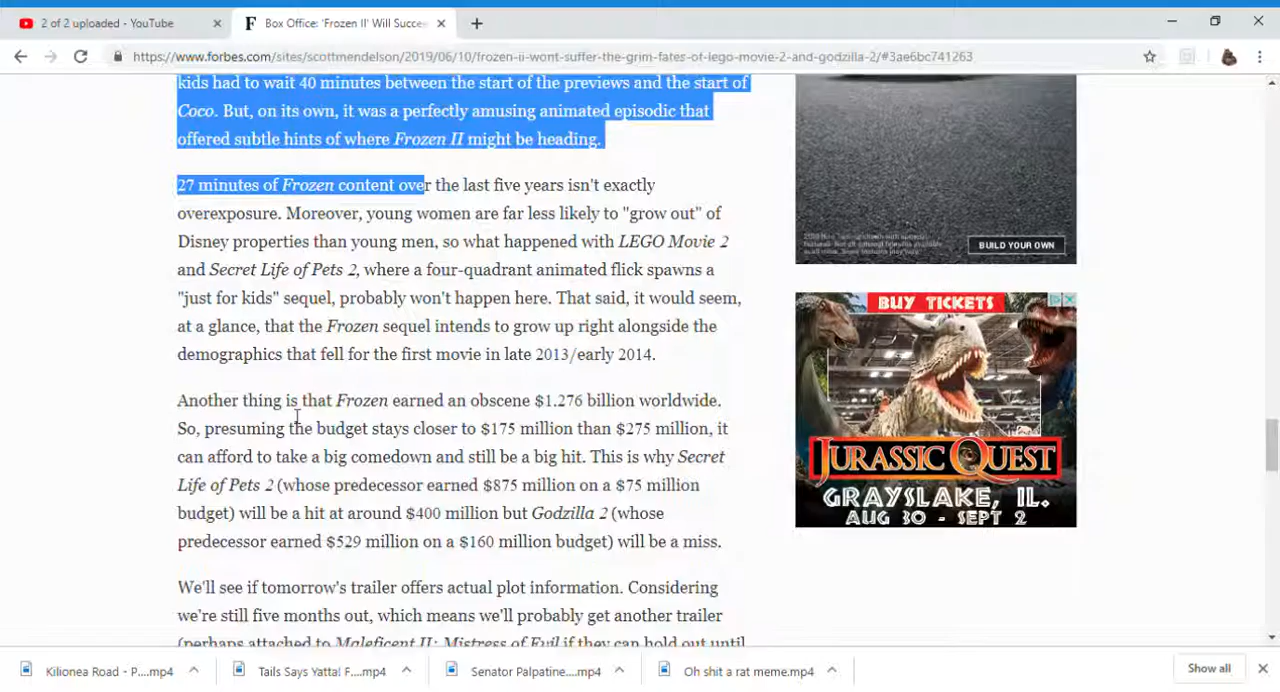 2 of 2 uploaded - YouTube
Box Office: 'Frozen II' Will Succe
https://www.forbes.com/sites/scottmendelson/2019/06/10/frozen-ii-wont-suffer-the-grim-fates-of-lego-movie-2-and-godzilla-2/#3ae6bc741263
kids had to wait 40 minutes between the start of the previews and the start of
Coco. But, on its own, it was a perfectly amusing animated episodic that
offered subtle hints of where Frozen II might be heading.
27 minutes of Frozen content over the last five years isn't exactly
overexposure. Moreover, young women are far less likely to "grow out" of
Disney properties than young men, so what happened with LEGO Movie 2
and Secret Life of Pets 2, where a four-quadrant animated flick spawns a
"just for kids" sequel, probably won't happen here. That said, it would seem,
at a glance, that the Frozen sequel intends to grow up right alongside the
demographics that fell for the first movie in late 2013/early 2014.
Another thing is that Frozen earned an obscene $1.276 billion worldwide.
So, presuming the budget stays closer to $175 million than $275 million, it
can afford to take a big comedown and still be a big hit. This is why Secret
Life of Pets 2 (whose predecessor earned $875 million on a $75 million
budget) will be a hit at around $400 million but Godzilla 2 (whose
predecessor earned $529 million on a $160 million budget) will be a miss.
We'll see if tomorrow's trailer offers actual plot information. Considering
we're still five months out, which means we'll probably get another trailer
(perhaps attached to Maleficent II: Mistress of Evil if they can hold out until
BUILD YOUR OWN
BUY TICKETS
JURASSIC QUEST
GRAYSLAKE, IL.
AUG 30 - SEPT 2
Kilionea Road - P....mp4
Tails Says Yatta! F....mp4
Senator Palpatine....mp4
Oh shit a rat meme.mp4
Show all